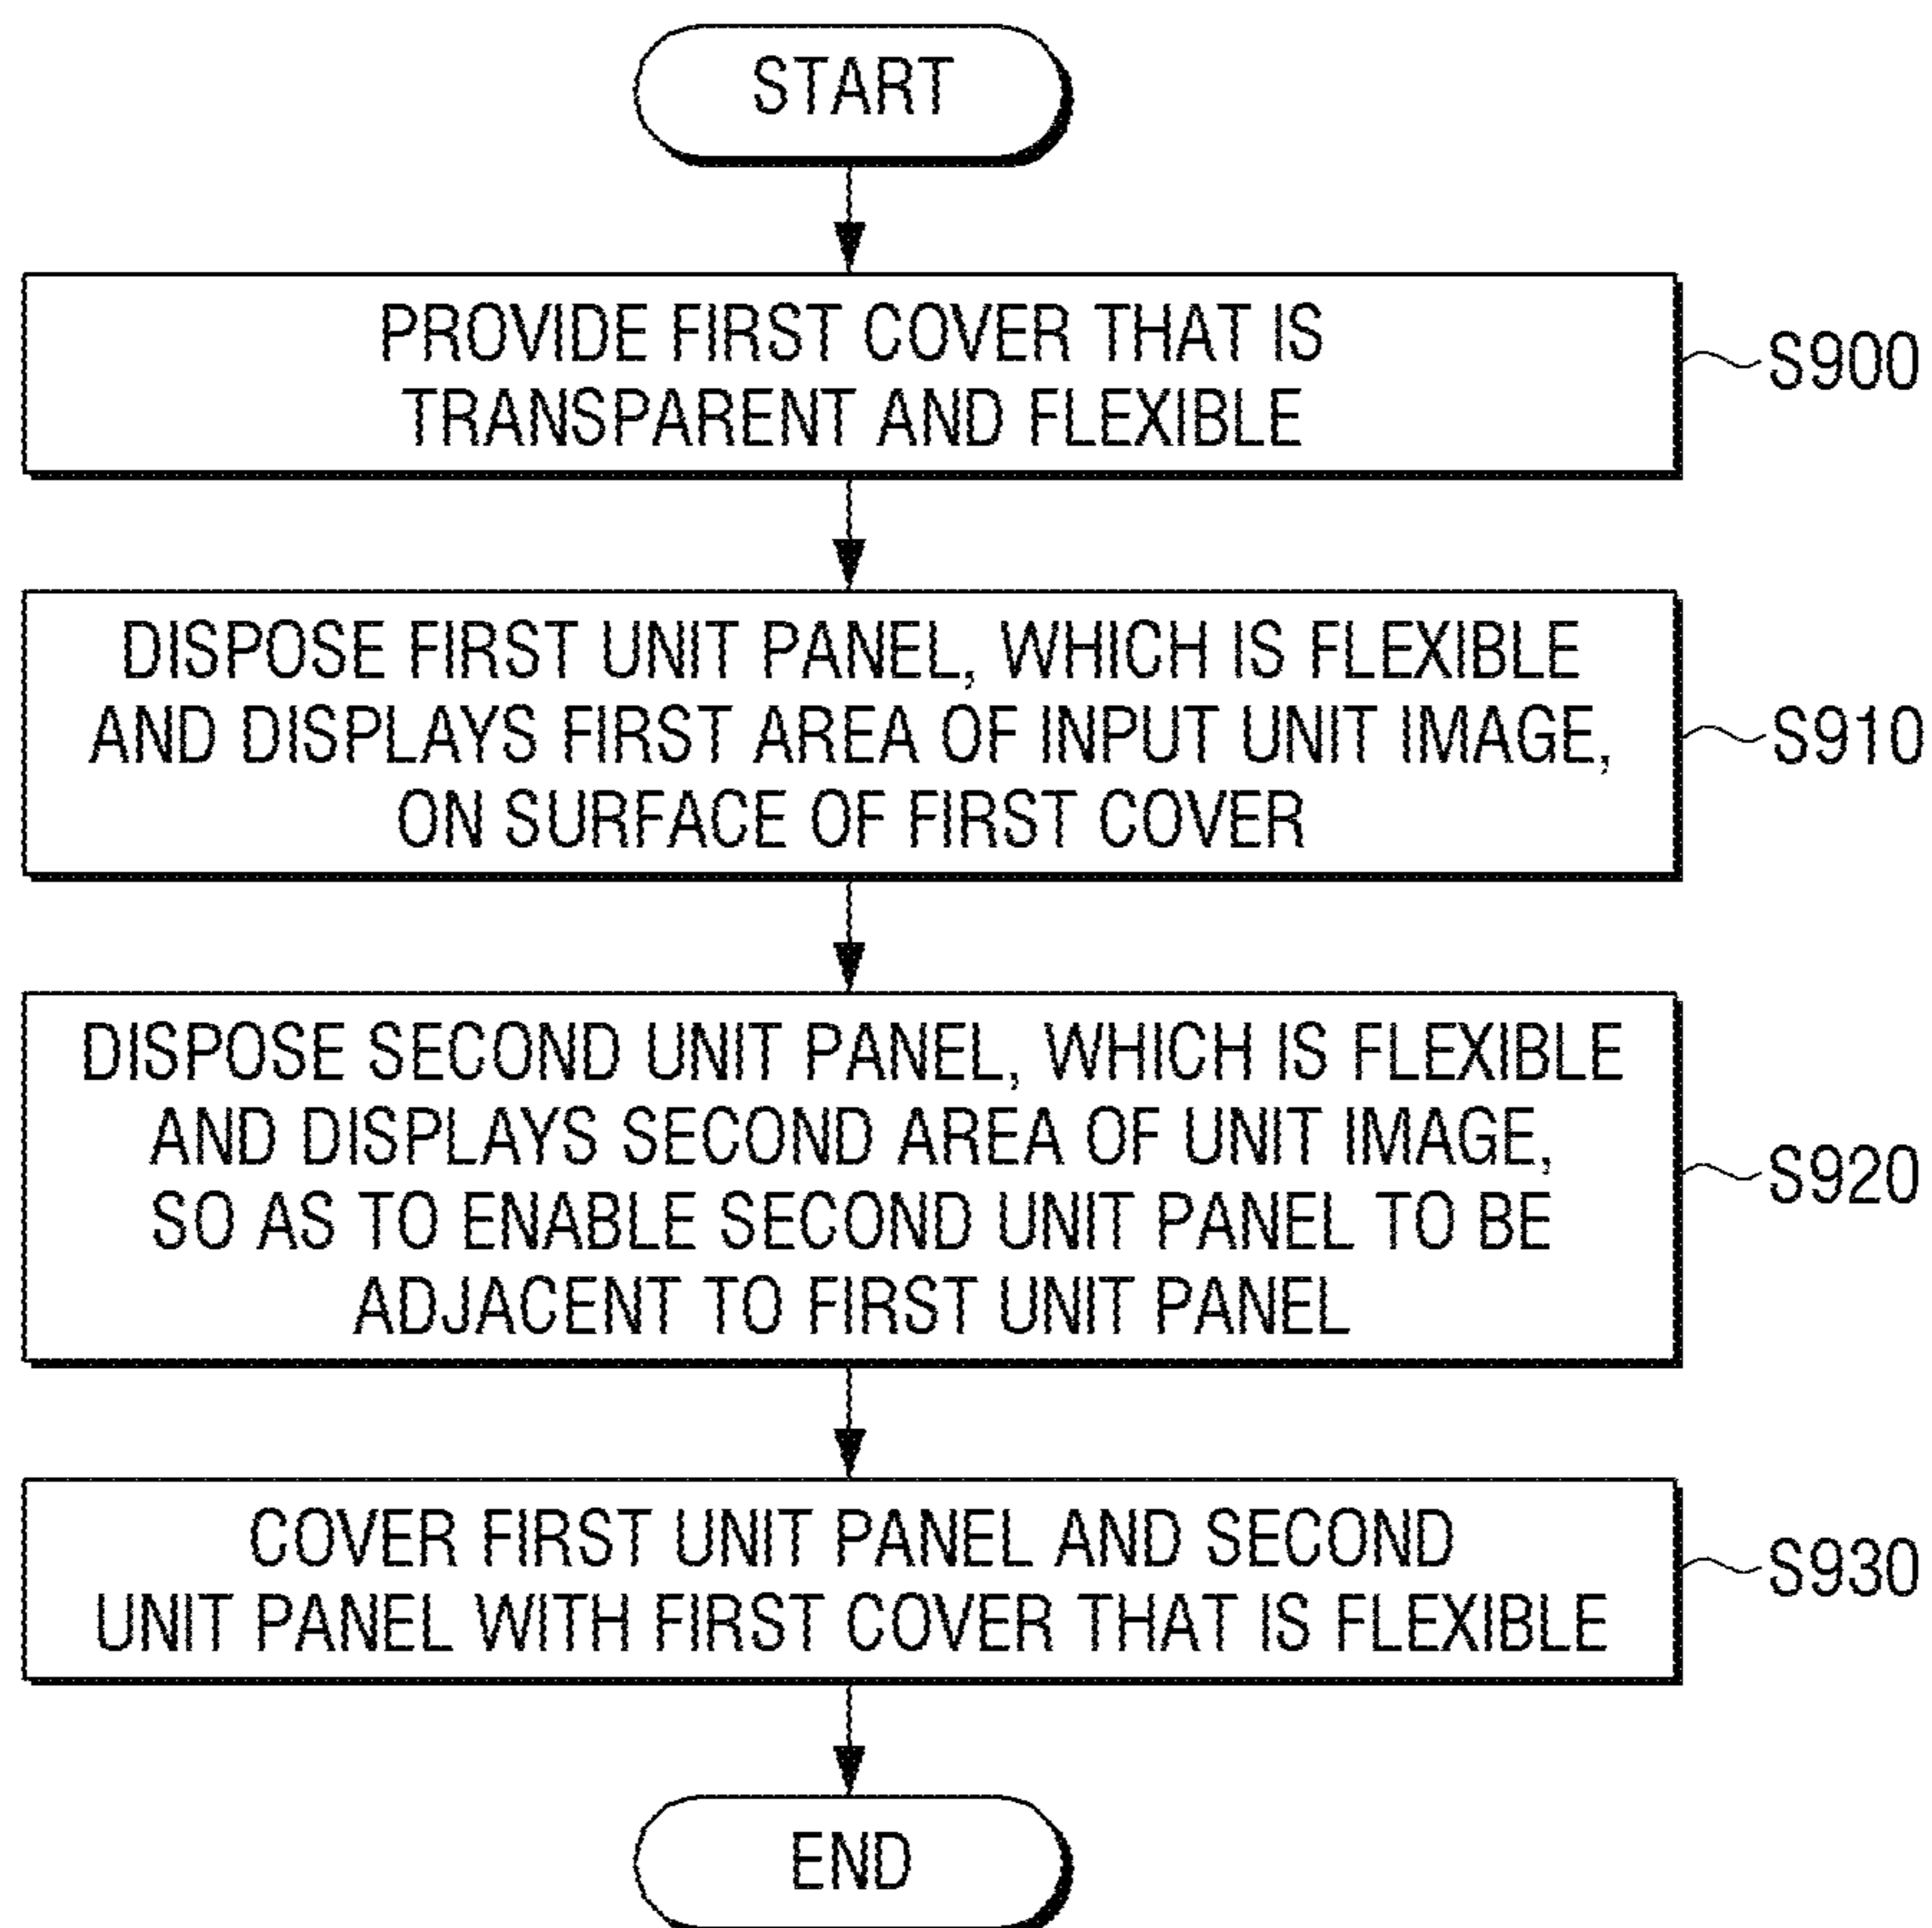 START
PROVIDE FIRST COVER THAT IS
TRANSPARENT AND FLEXIBLE
S900
DISPOSE FIRST UNIT PANEL, WHICH IS FLEXIBLE
AND DISPLAYS FIRST AREA OF INPUT UNIT IMAGE,
ON SURFACE OF FIRST COVER
S910
DISPOSE SECOND UNIT PANEL, WHICH IS FLEXIBLE
AND DISPLAYS SECOND AREA OF UNIT IMAGE,
SO AS TO ENABLE SECOND UNIT PANEL TO BE
ADJACENT TO FIRST UNIT PANEL
S920
COVER FIRST UNIT PANEL AND SECOND
UNIT PANEL WITH FIRST COVER THAT IS FLEXIBLE
S930
END